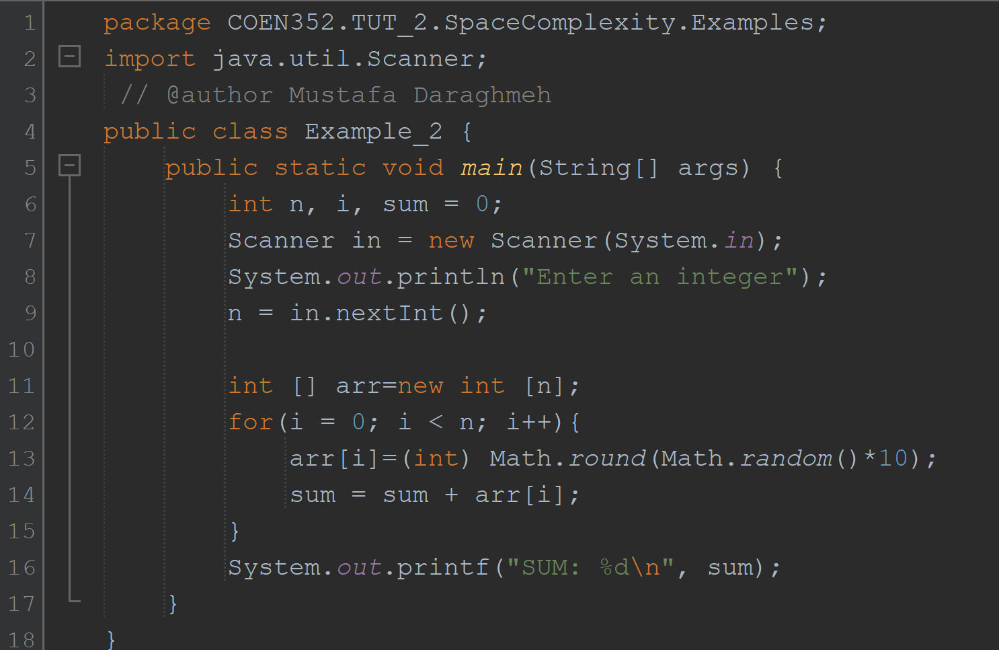 1 package COEN352.TUT_2.SpaceComplexity.Examples;
2 import java.util.Scanner;
3 // @author Mustafa Daraghmeh
4 public class Example_2 {
5 public static void main(String[] args) {
6 int n, i, sum = 0;
7 Scanner in = new Scanner(System.in);
8 System.out.println("Enter an integer");
9 n = in.nextInt();
10
11 int [] arr=new int [n];
12 for(i = 0; i < n; i++){
13 arr[i]=(int) Math.round(Math.random()*10);
14 sum = sum + arr[i];
15 }
16 System.out.printf("SUM: %d\n", sum);
17 }
18 }